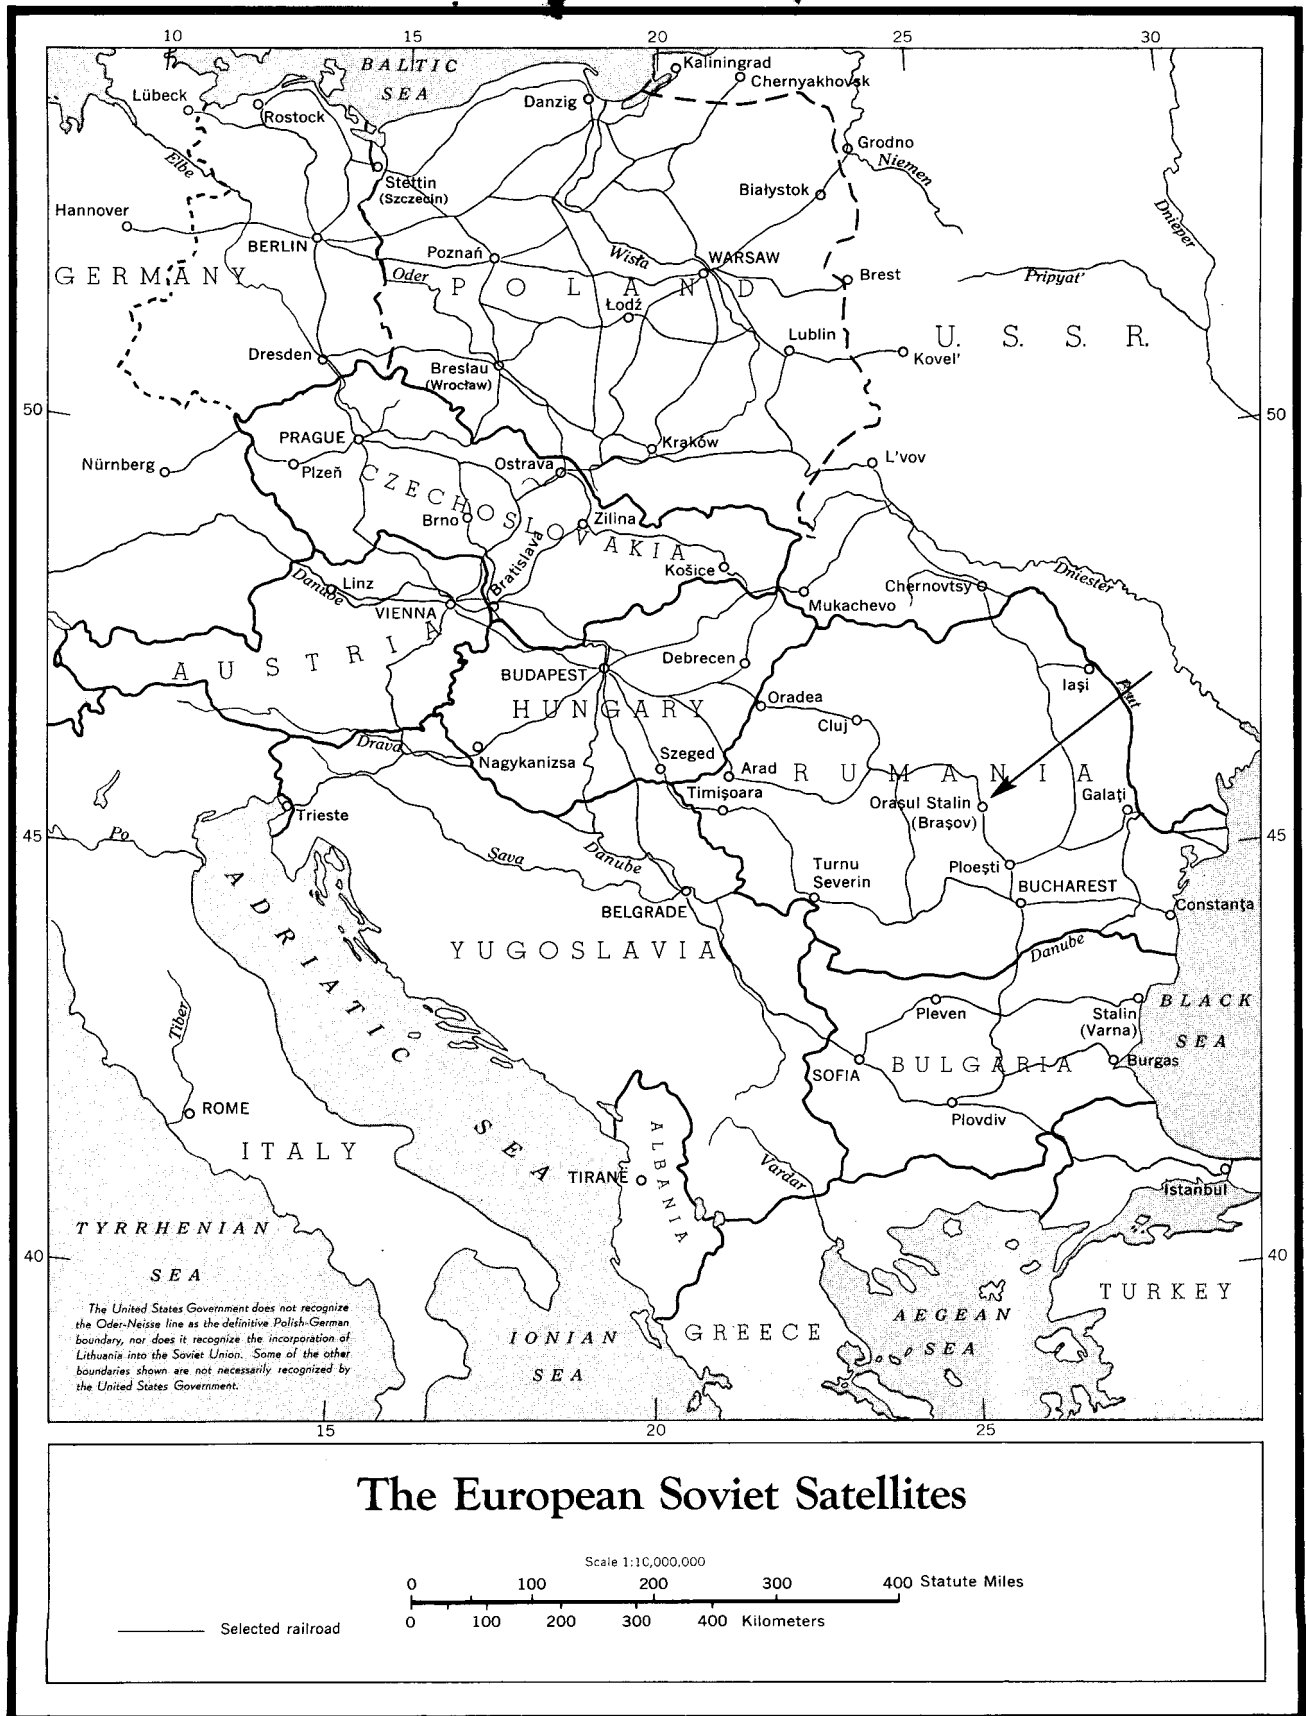 10 15 20 25 30
BALTIC
SEA
Kaliningrad
Chernyakhovsk
Lübeck
Rostock
Danzig
Grodno
Niemen
Elbe
Stettin
(Szczecin)
Białystok
Dnieper
Hannover
BERLIN
Poznań
Wisła
WARSAW
GERMANY
Oder
POLAND
Brest
Pripyat'
Łodź
Lublin
U. S. S. R.
Dresden
Breslau
(Wrocław)
Kovel'
50
50
PRAGUE
Kraków
Nürnberg
Plzeň
Ostrava
L'vov
CZECHOSLOVAKIA
Brno
Zilina
Bratislava
Košice
Danube
Linz
VIENNA
Mukachevo
Chernovtsy
Dniester
AUSTRIA
BUDAPEST
Debrecen
Iaşi
Prut
HUNGARY
Oradea
Cluj
Drava
Nagykanizsa
Szeged
Arad
RUMANIA
Timişoara
Oraşul Stalin
(Braşov)
Galaţi
Trieste
45
Po
45
Sava
Danube
Turnu
Severin
Ploeşti
BUCHAREST
BELGRADE
Constanţa
ADRIATIC SEA
YUGOSLAVIA
Danube
Tiber
Pleven
Stalin
(Varna)
BLACK
SEA
SOFIA
BULGARIA
Burgas
ROME
Plovdiv
ITALY
ALBANIA
TIRANË
Vardar
Istanbul
TYRRHENIAN
SEA
40
40
TURKEY
The United States Government does not recognize
the Oder-Neisse line as the definitive Polish-German
boundary, nor does it recognize the incorporation of
Lithuania into the Soviet Union. Some of the other
boundaries shown are not necessarily recognized by
the United States Government.
IONIAN
SEA
GREECE
AEGEAN
SEA
15 20 25
The European Soviet Satellites
Scale 1:10,000,000
0 100 200 300 400 Statute Miles
0 100 200 300 400 Kilometers
Selected railroad